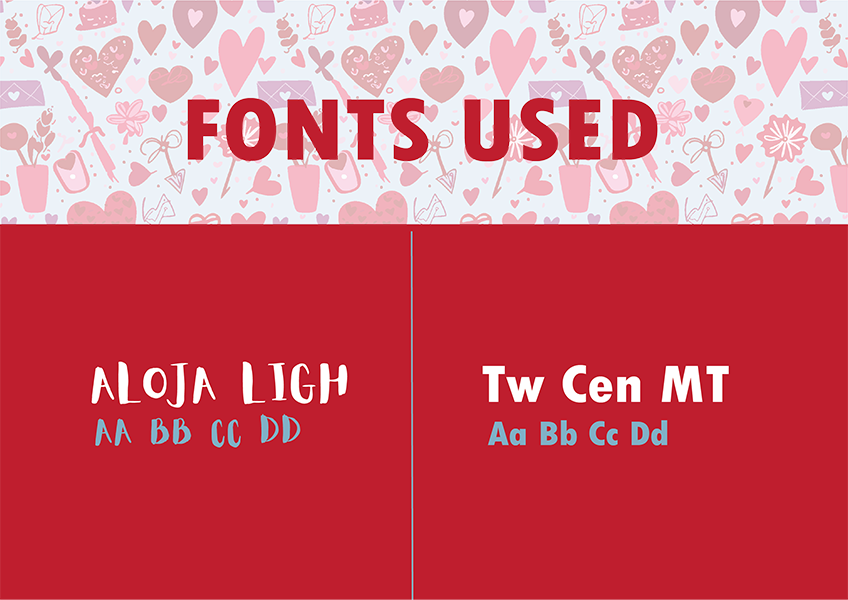 FONTS USED
ALOJA LIGH
AA BB CC DD
Tw Cen MT
Aa Bb Cc Dd